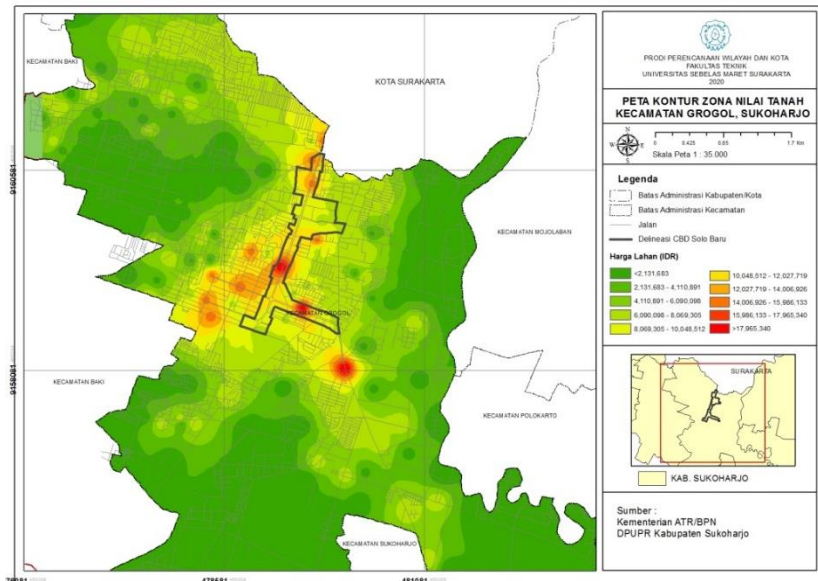 KECAMATAN BAKI
KOTA SURAKARTA
KECAMATAN MOJOLABAN
KECAMATAN GROGOL
KECAMATAN BAKI
KECAMATAN POLOKARTO
KECAMATAN SUKOHARJO
9160581
9158081
478581
481081
PRODI PERENCANAAN WILAYAH DAN KOTA
FAKULTAS TEKNIK
UNIVERSITAS SEBELAS MARET SURAKARTA
2020
PETA KONTUR ZONA NILAI TANAH
KECAMATAN GROGOL, SUKOHARJO
N
W E
S
0 0.425 0.85 1.7 Km
Skala Peta 1 : 35.000
Legenda
Batas Administrasi Kabupaten/Kota
Batas Administrasi Kecamatan
Jalan
Delineasi CBD Solo Baru
Harga Lahan (IDR)
<2,131,683
2,131,683 - 4,110,891
4,110,891 - 6,090,098
6,090,098 - 8,069,305
8,069,305 - 10,048,512
10,048,512 - 12,027,719
12,027,719 - 14,006,926
14,006,926 - 15,986,133
15,986,133 - 17,965,340
>17,965,340
SURAKARTA
KAB. SUKOHARJO
Sumber :
Kementerian ATR/BPN
DPUPR Kabupaten Sukoharjo